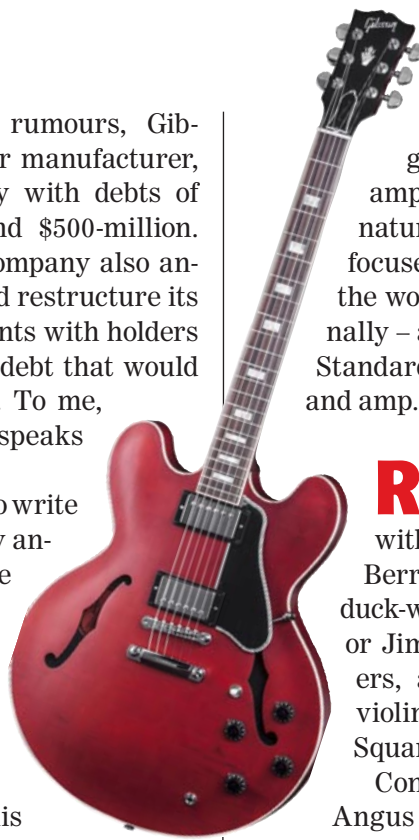 Gibson
rumours, Gib-
manufacturer,
with debts of
$500-million.
ompany also an-
restructure its
nts with holders
debt that would
To me,
speaks
o write
an-
is
g
amp
natur
focuse
the wo
nally – a
Standar
and amp.
R
with
Berr
duck-w
or Jim
ers, a
violin
Squar
Con
Angus